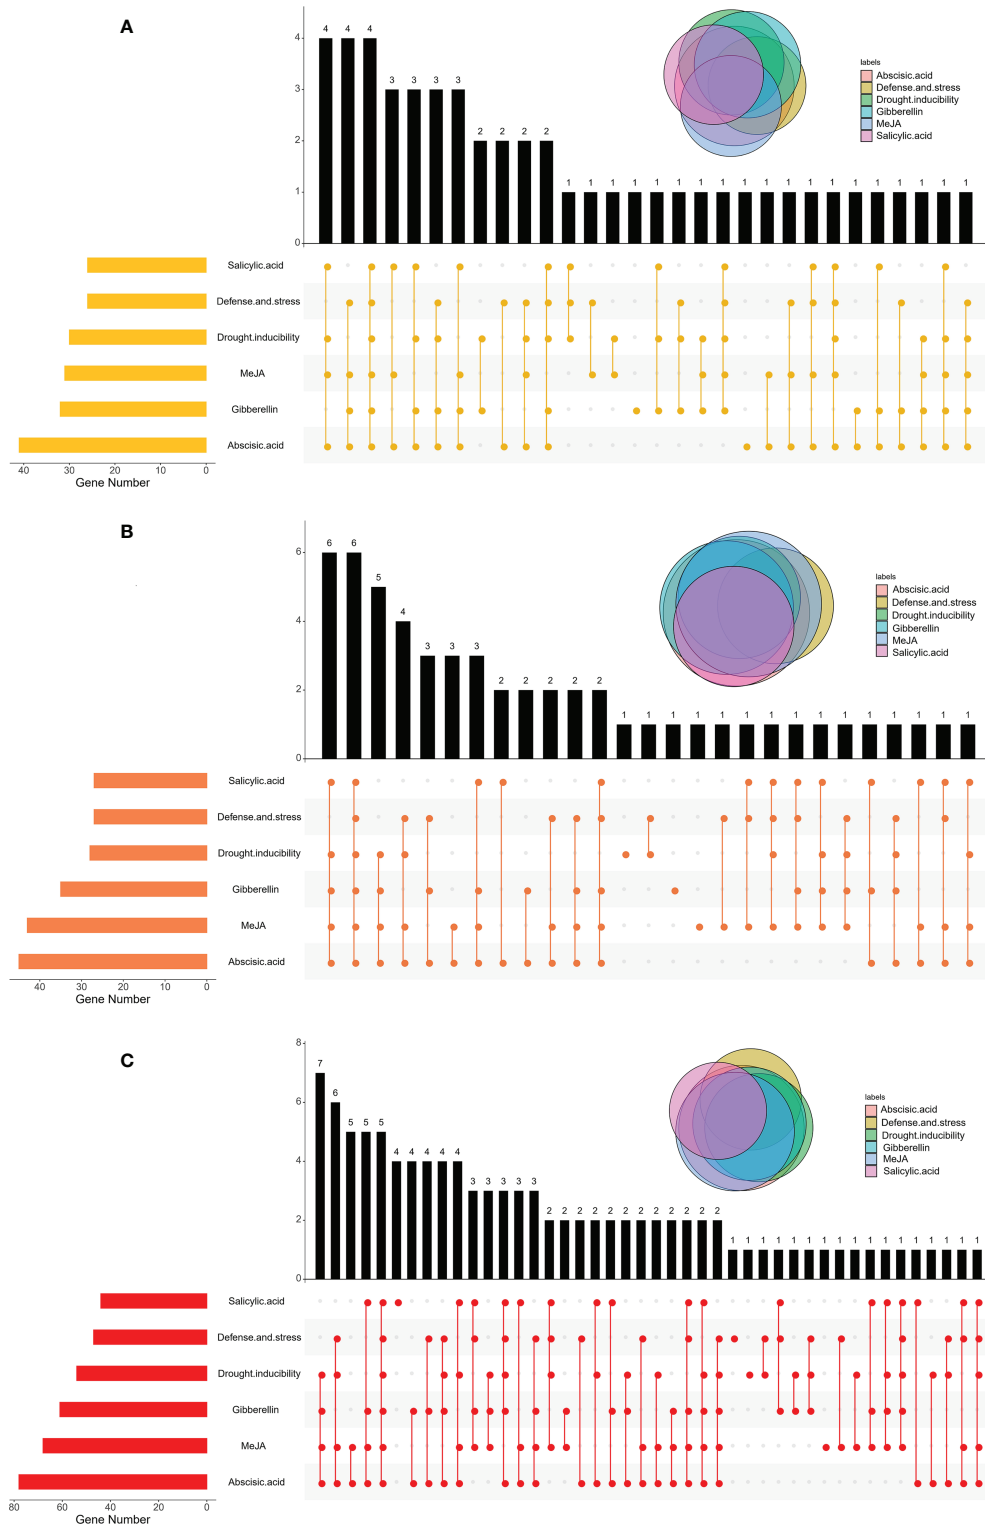 A
4 4 4 3 3 3 3 2 2 2 2 1 1 1 1 1 1 1 1 1 1 1 1 1 1 1 1 1 1 1
4
3
2
1
0
labels
Abscisic.acid
Defense.and.stress
Drought.inducibility
Gibberellin
MeJA
Salicylic.acid
Salicylic.acid
Defense.and.stress
Drought.inducibility
MeJA
Gibberellin
Abscisic.acid
40 30 20 10 0
Gene Number
B
6 6 5 4 3 3 3 2 2 2 2 2 1 1 1 1 1 1 1 1 1 1 1 1 1 1 1
6
4
2
0
labels
Abscisic.acid
Defense.and.stress
Drought.inducibility
Gibberellin
MeJA
Salicylic.acid
Salicylic.acid
Defense.and.stress
Drought.inducibility
Gibberellin
MeJA
Abscisic.acid
40 30 20 10 0
Gene Number
C
7 6 5 5 5 4 4 4 4 4 3 3 3 3 3 2 2 2 2 2 2 2 2 2 2 2 2 1 1 1 1 1 1 1 1 1 1 1 1 1 1 1 1 1
8
6
4
2
0
labels
Abscisic.acid
Defense.and.stress
Drought.inducibility
Gibberellin
MeJA
Salicylic.acid
Salicylic.acid
Defense.and.stress
Drought.inducibility
Gibberellin
MeJA
Abscisic.acid
80 60 40 20 0
Gene Number